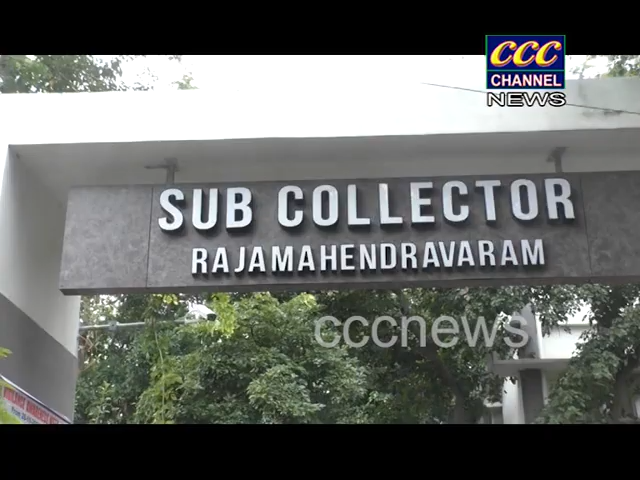 CCC
CHANNEL
NEWS
SUB COLLECTOR
RAJAMAHENDRAVARAM
cccnews